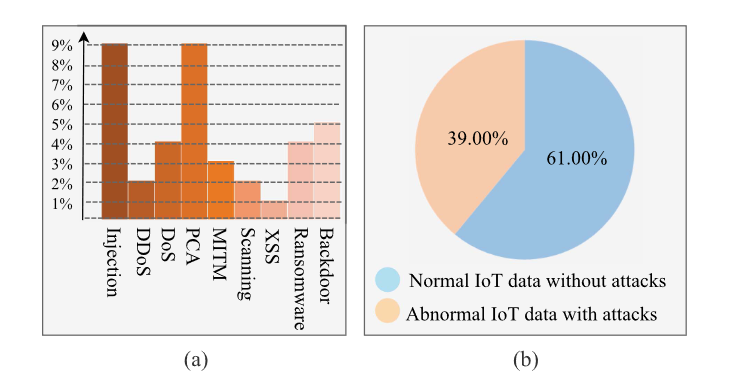 9%
8%
7%
6%
5%
4%
3%
2%
1%
Injection
DDoS
DoS
PCA
MITM
Scanning
XSS
Ransomware
Backdoor
(a)
39.00%
61.00%
Normal IoT data without attacks
Abnormal IoT data with attacks
(b)